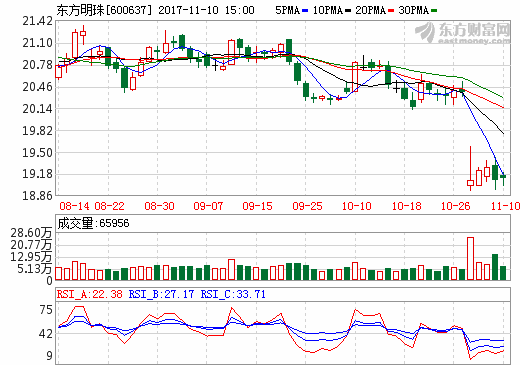 东方明珠[600637] 2017-11-10 15:00 5PMA 10PMA 20PMA 30PMA
东方财富网
eastmoney.com
21.42
21.10
20.78
20.46
20.14
19.82
19.50
19.18
18.86
08-14 08-22 08-30 09-07 09-15 09-25 10-10 10-18 10-26 11-10
成交量:65956
28.60万
20.77万
12.95万
5.13万
0
RSI_A:22.38 RSI_B:27.17 RSI_C:33.71
75
42
9